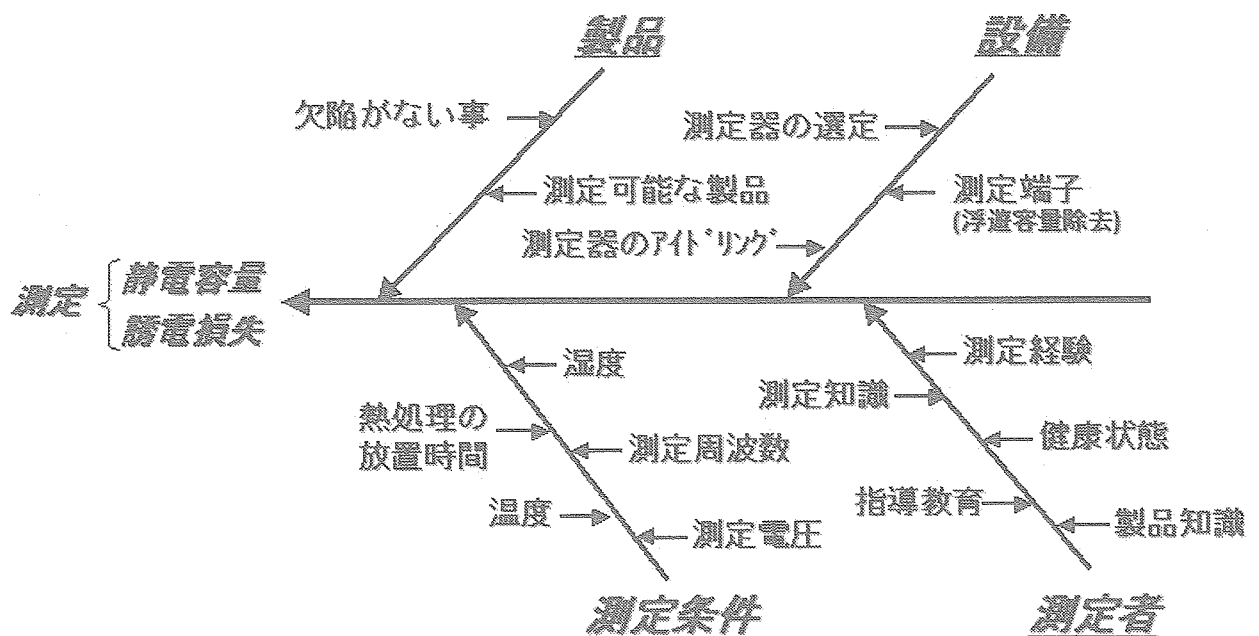 製品
設備
欠陥がない事
測定器の選定
測定可能な製品
測定端子
(浮遊容量除去)
測定器のｱｲﾄﾞﾘﾝｸﾞ
測定
静電容量
誘電損失
湿度
測定経験
測定知識
熱処理の
放置時間
測定周波数
健康状態
温度
指導教育
測定電圧
製品知識
測定条件
測定者